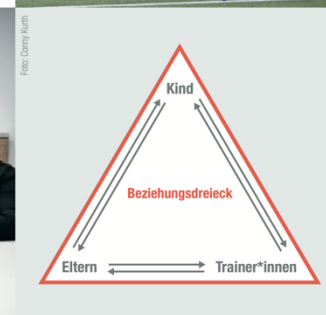 Foto: Conny Kurth
Kind
Beziehungsdreieck
Eltern
Trainer*innen